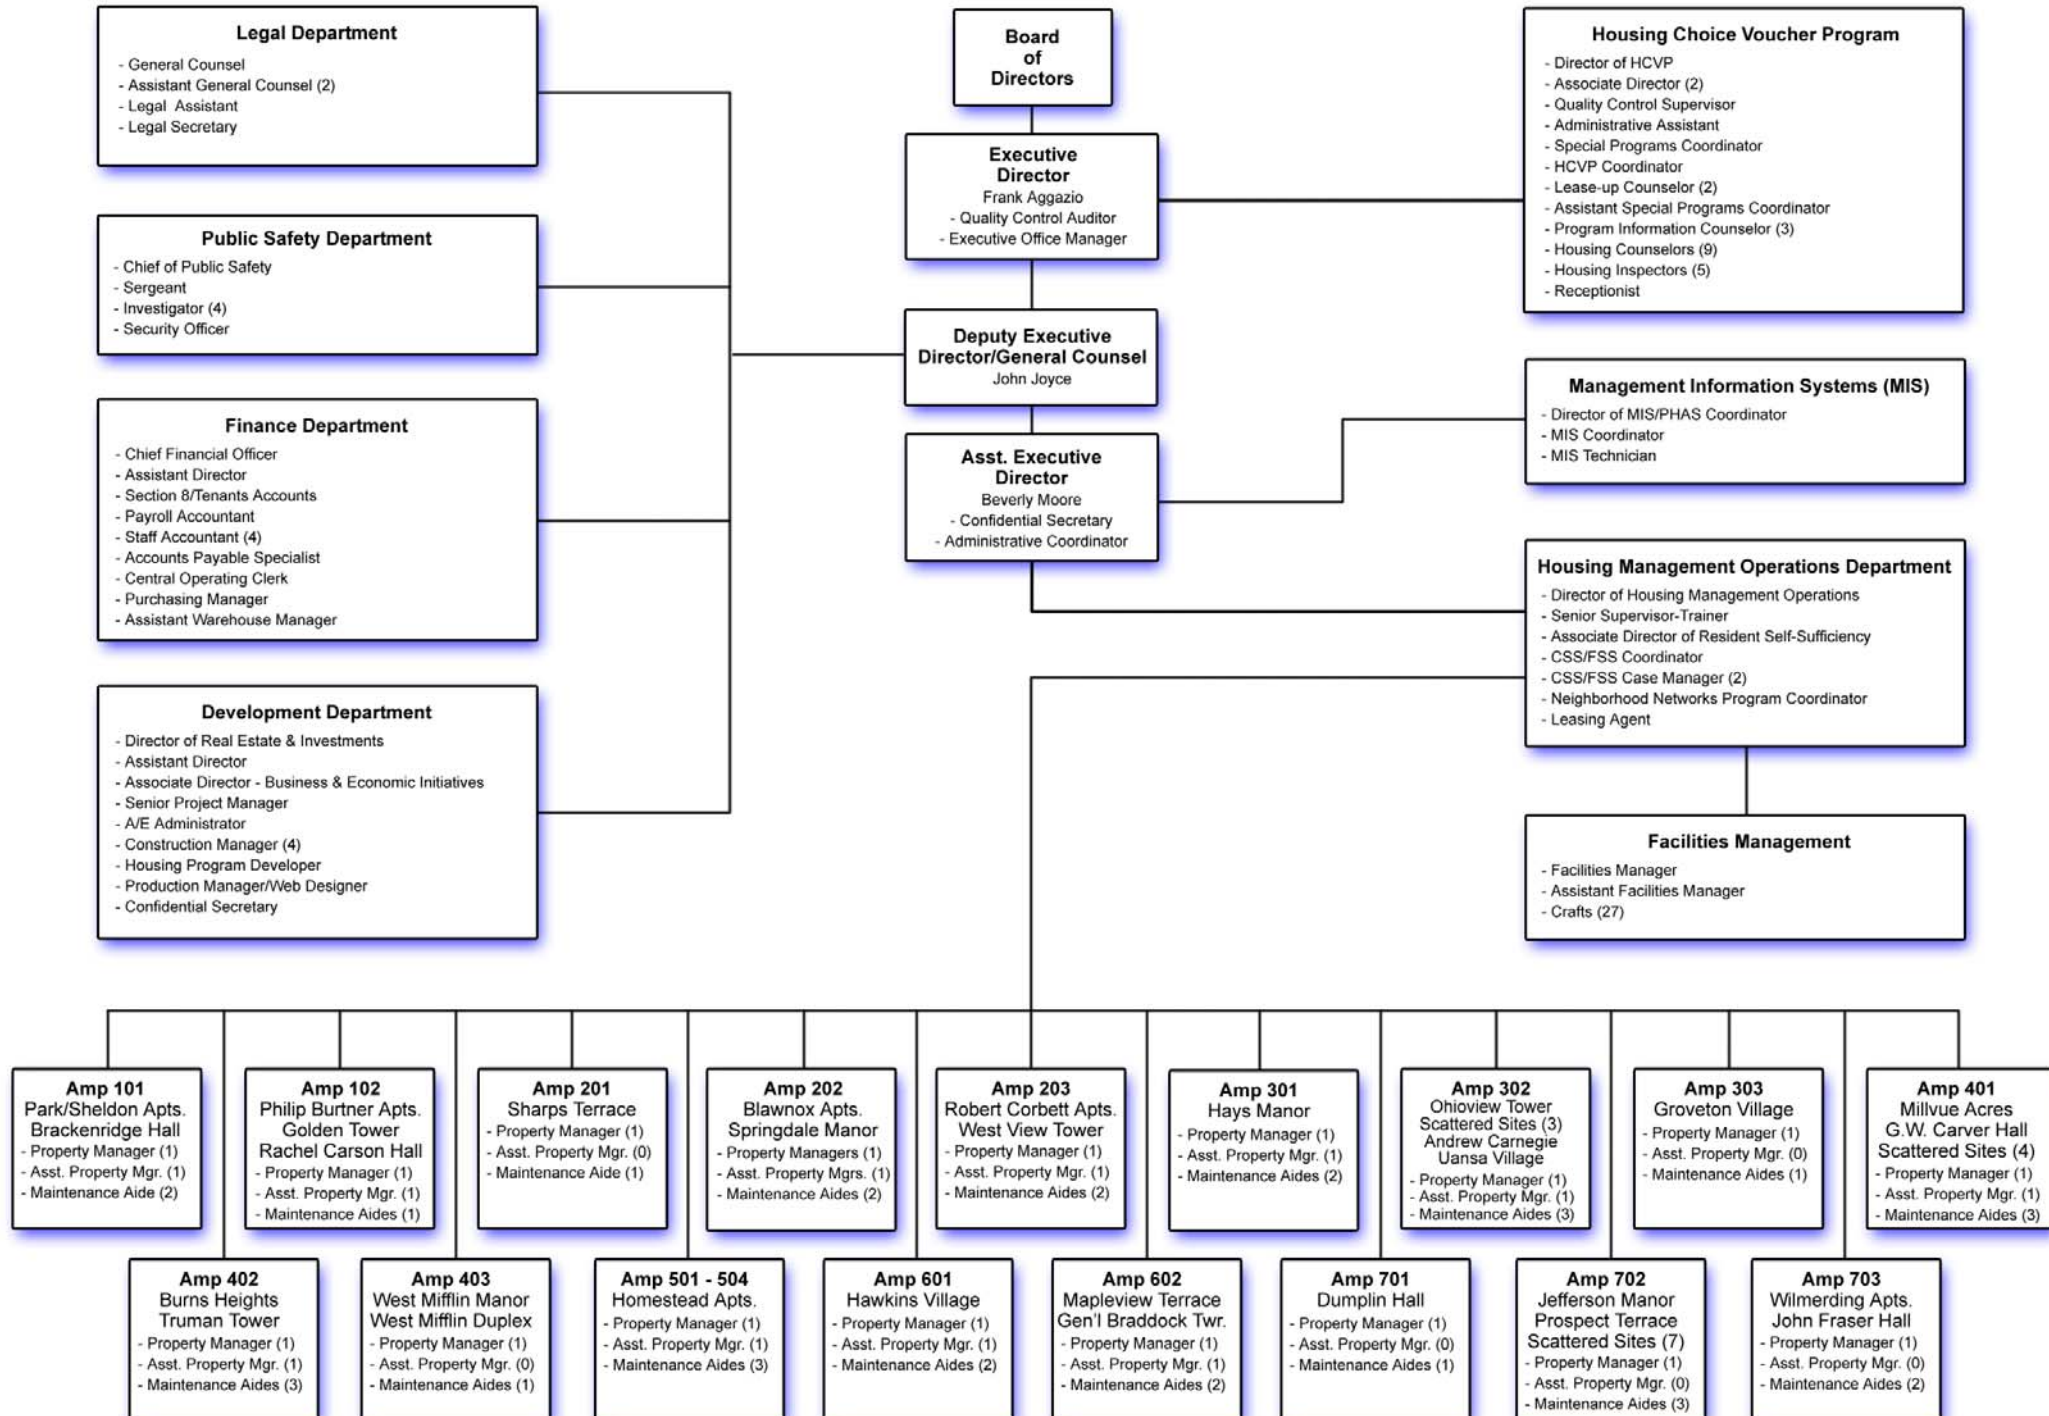 Legal Department
- General Counsel
- Assistant General Counsel (2)
- Legal Assistant
- Legal Secretary
Public Safety Department
- Chief of Public Safety
- Sergeant
- Investigator (4)
- Security Officer
Finance Department
- Chief Financial Officer
- Assistant Director
- Section 8/Tenants Accounts
- Payroll Accountant
- Staff Accountant (4)
- Accounts Payable Specialist
- Central Operating Clerk
- Purchasing Manager
- Assistant Warehouse Manager
Development Department
- Director of Real Estate & Investments
- Assistant Director
- Associate Director - Business & Economic Initiatives
- Senior Project Manager
- A/E Administrator
- Construction Manager (4)
- Housing Program Developer
- Production Manager/Web Designer
- Confidential Secretary
Board
of
Directors
Executive
Director
Frank Aggazio
- Quality Control Auditor
- Executive Office Manager
Deputy Executive
Director/General Counsel
John Joyce
Asst. Executive
Director
Beverly Moore
- Confidential Secretary
- Administrative Coordinator
Housing Choice Voucher Program
- Director of HCVP
- Associate Director (2)
- Quality Control Supervisor
- Administrative Assistant
- Special Programs Coordinator
- HCVP Coordinator
- Lease-up Counselor (2)
- Assistant Special Programs Coordinator
- Program Information Counselor (3)
- Housing Counselors (9)
- Housing Inspectors (5)
- Receptionist
Management Information Systems (MIS)
- Director of MIS/PHAS Coordinator
- MIS Coordinator
- MIS Technician
Housing Management Operations Department
- Director of Housing Management Operations
- Senior Supervisor-Trainer
- Associate Director of Resident Self-Sufficiency
- CSS/FSS Coordinator
- CSS/FSS Case Manager (2)
- Neighborhood Networks Program Coordinator
- Leasing Agent
Facilities Management
- Facilities Manager
- Assistant Facilities Manager
- Crafts (27)
Amp 101
Park/Sheldon Apts.
Brackenridge Hall
- Property Manager (1)
- Asst. Property Mgr. (1)
- Maintenance Aide (2)
Amp 102
Philip Burtner Apts.
Golden Tower
Rachel Carson Hall
- Property Manager (1)
- Asst. Property Mgr. (1)
- Maintenance Aides (1)
Amp 201
Sharps Terrace
- Property Manager (1)
- Asst. Property Mgr. (0)
- Maintenance Aide (1)
Amp 202
Blawnox Apts.
Springdale Manor
- Property Managers (1)
- Asst. Property Mgrs. (1)
- Maintenance Aides (2)
Amp 203
Robert Corbett Apts.
West View Tower
- Property Manager (1)
- Asst. Property Mgr. (1)
- Maintenance Aides (2)
Amp 301
Hays Manor
- Property Manager (1)
- Asst. Property Mgr. (1)
- Maintenance Aides (2)
Amp 302
Ohioview Tower
Scattered Sites (3)
Andrew Carnegie
Uansa Village
- Property Manager (1)
- Asst. Property Mgr. (1)
- Maintenance Aides (3)
Amp 303
Groveton Village
- Property Manager (1)
- Asst. Property Mgr. (0)
- Maintenance Aides (1)
Amp 401
Millvue Acres
G.W. Carver Hall
Scattered Sites (4)
- Property Manager (1)
- Asst. Property Mgr. (1)
- Maintenance Aides (3)
Amp 402
Burns Heights
Truman Tower
- Property Manager (1)
- Asst. Property Mgr. (1)
- Maintenance Aides (3)
Amp 403
West Mifflin Manor
West Mifflin Duplex
- Property Manager (1)
- Asst. Property Mgr. (0)
- Maintenance Aides (1)
Amp 501 - 504
Homestead Apts.
- Property Manager (1)
- Asst. Property Mgr. (1)
- Maintenance Aides (3)
Amp 601
Hawkins Village
- Property Manager (1)
- Asst. Property Mgr. (1)
- Maintenance Aides (2)
Amp 602
Mapleview Terrace
Gen'l Braddock Twr.
- Property Manager (1)
- Asst. Property Mgr. (1)
- Maintenance Aides (2)
Amp 701
Dumplin Hall
- Property Manager (1)
- Asst. Property Mgr. (0)
- Maintenance Aides (1)
Amp 702
Jefferson Manor
Prospect Terrace
Scattered Sites (7)
- Property Manager (1)
- Asst. Property Mgr. (0)
- Maintenance Aides (3)
Amp 703
Wilmerding Apts.
John Fraser Hall
- Property Manager (1)
- Asst. Property Mgr. (0)
- Maintenance Aides (2)